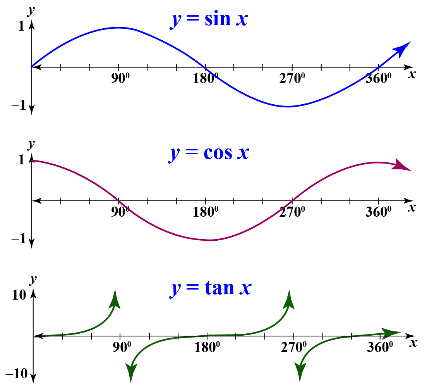 y
y = sin x
1
90⁰ 180⁰ 270⁰ 360⁰
x
−1
y
y = cos x
1
90⁰ 180⁰ 270⁰ 360⁰
x
−1
y
y = tan x
10
90⁰ 180⁰ 270⁰ 360⁰
x
−10